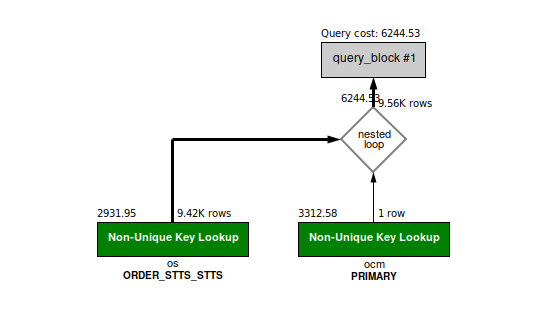 Query cost: 6244.53
query_block #1
6244.53
9.56K rows
nested
loop
2931.95
9.42K rows
3312.58
1 row
Non-Unique Key Lookup
Non-Unique Key Lookup
os
ORDER_STTS_STTS
ocm
PRIMARY